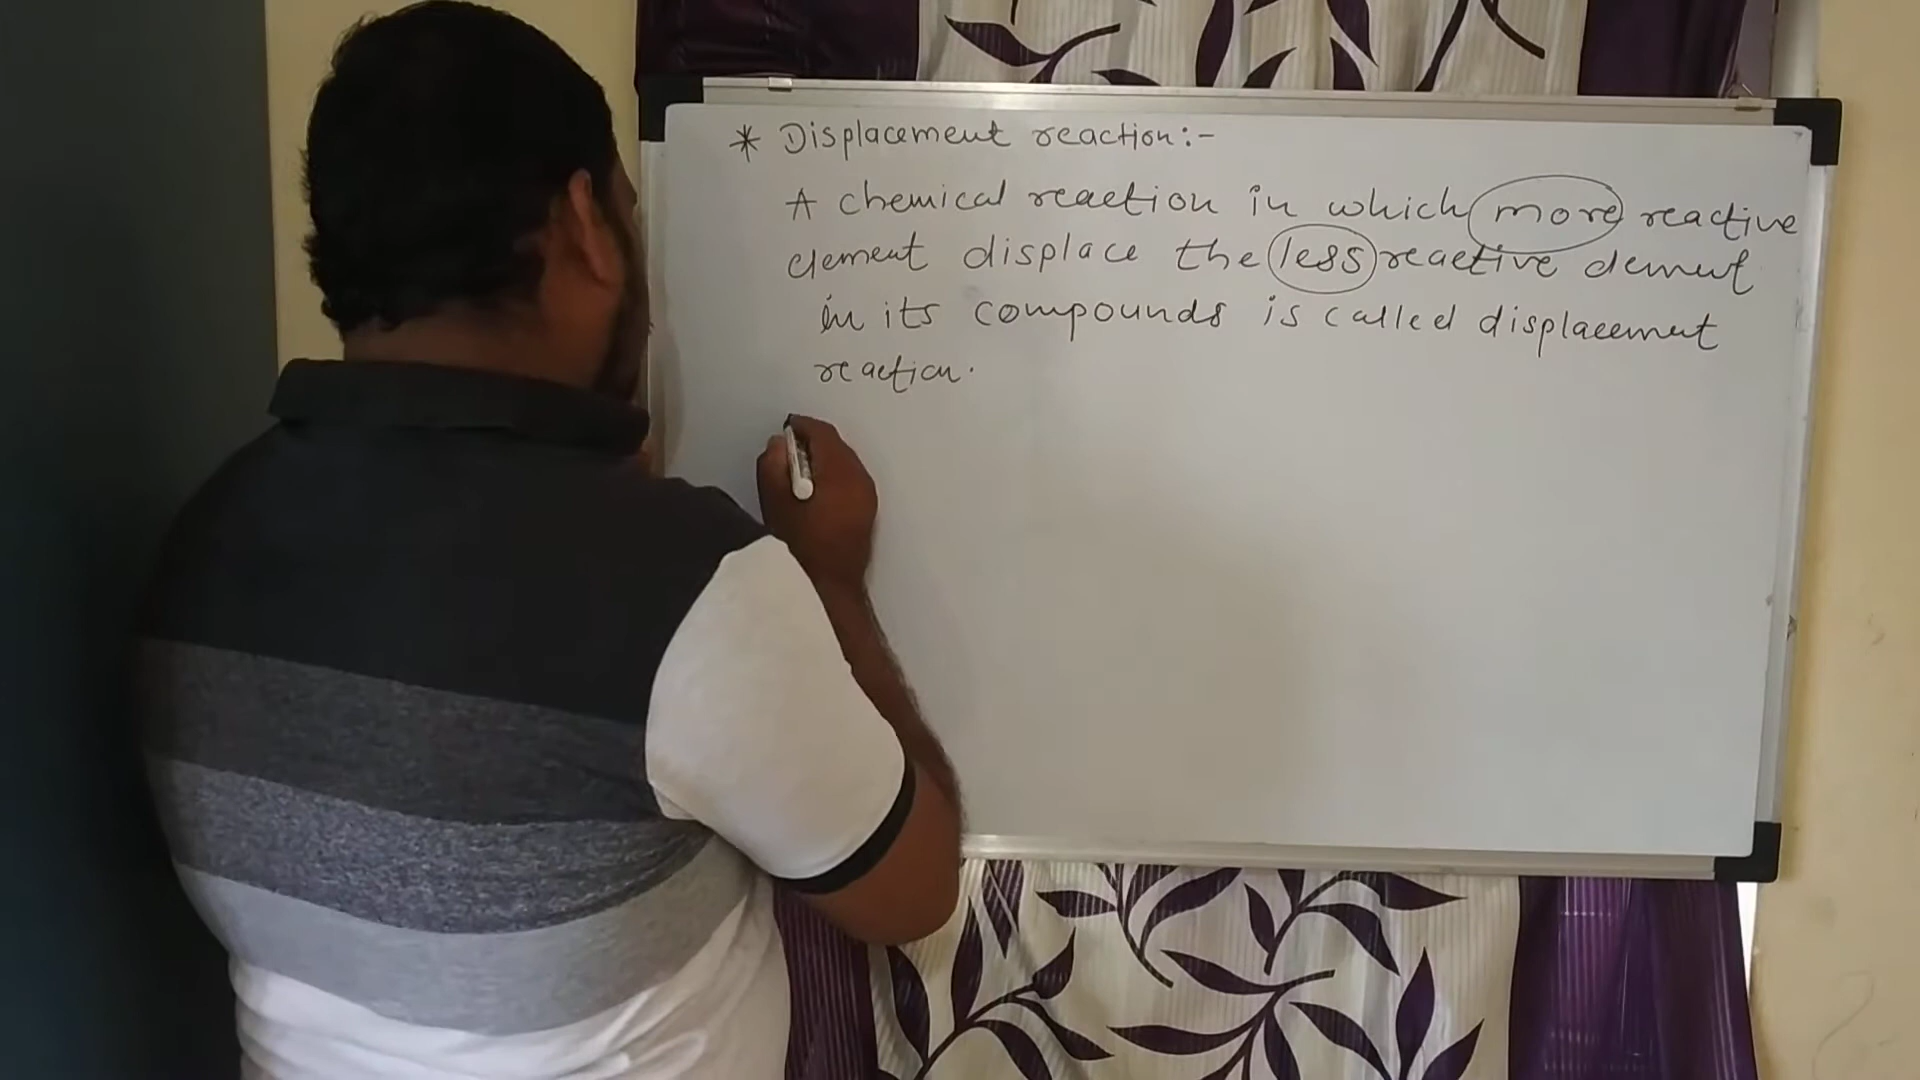 * Displacement reaction:-
A chemical reaction in which more reactive
element displace the less reactive element
in its compounds is called displacement
reaction.